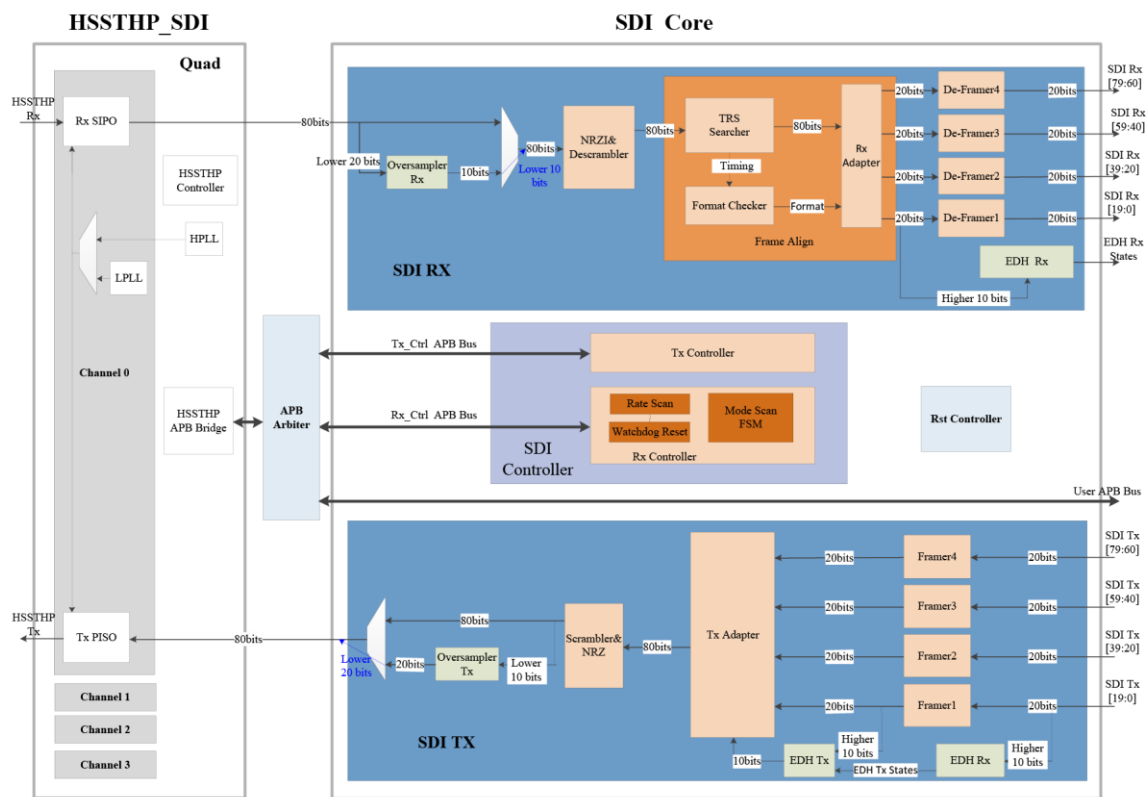 HSSTHP_SDI
SDI Core
Quad
HSSTHP
Rx
Rx SIPO
HSSTHP
Controller
HPLL
LPLL
Channel 0
HSSTHP
APB Bridge
HSSTHP
Tx
Tx PISO
Channel 1
Channel 2
Channel 3
80bits
Lower 20 bits
Oversampler
Rx
10bits
80bits
Lower 10
bits
NRZI&
Descrambler
80bits
TRS
Searcher
80bits
Timing
Format Checker
Format
Rx
Adapter
Frame Align
20bits
De-Framer4
20bits
SDI Rx
[79:60]
20bits
De-Framer3
20bits
SDI Rx
[59:40]
20bits
De-Framer2
20bits
SDI Rx
[39:20]
20bits
De-Framer1
20bits
SDI Rx
[19:0]
EDH Rx
EDH Rx
States
Higher 10 bits
SDI RX
APB
Arbiter
Tx_Ctrl APB Bus
Tx Controller
Rx_Ctrl APB Bus
Rate Scan
Watchdog Reset
Mode Scan
FSM
Rx Controller
SDI
Controller
Rst Controller
User APB Bus
80bits
Lower
20 bits
80bits
20bits
Oversampler
Tx
Lower
10 bits
Scrambler&
NRZ
80bits
Tx Adapter
20bits
Framer4
20bits
SDI Tx
[79:60]
20bits
Framer3
20bits
SDI Tx
[59:40]
20bits
Framer2
20bits
SDI Tx
[39:20]
20bits
Framer1
20bits
SDI Tx
[19:0]
Higher
10 bits
10bits
EDH Tx
EDH Tx States
EDH Rx
Higher
10 bits
SDI TX